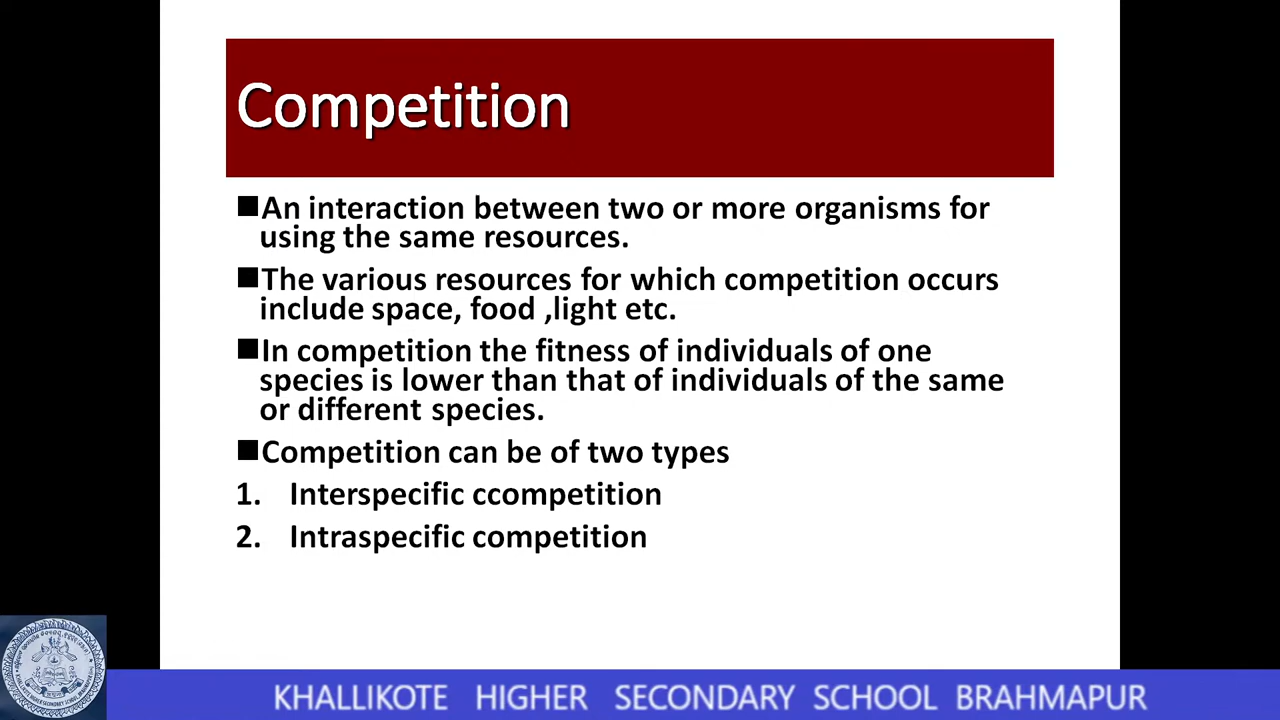 Competition
■An interaction between two or more organisms for
using the same resources.
■The various resources for which competition occurs
include space, food ,light etc.
■In competition the fitness of individuals of one
species is lower than that of individuals of the same
or different species.
■Competition can be of two types
1. Interspecific ccompetition
2. Intraspecific competition
KHALLIKOTE HIGHER SECONDARY SCHOOL BRAHMAPUR